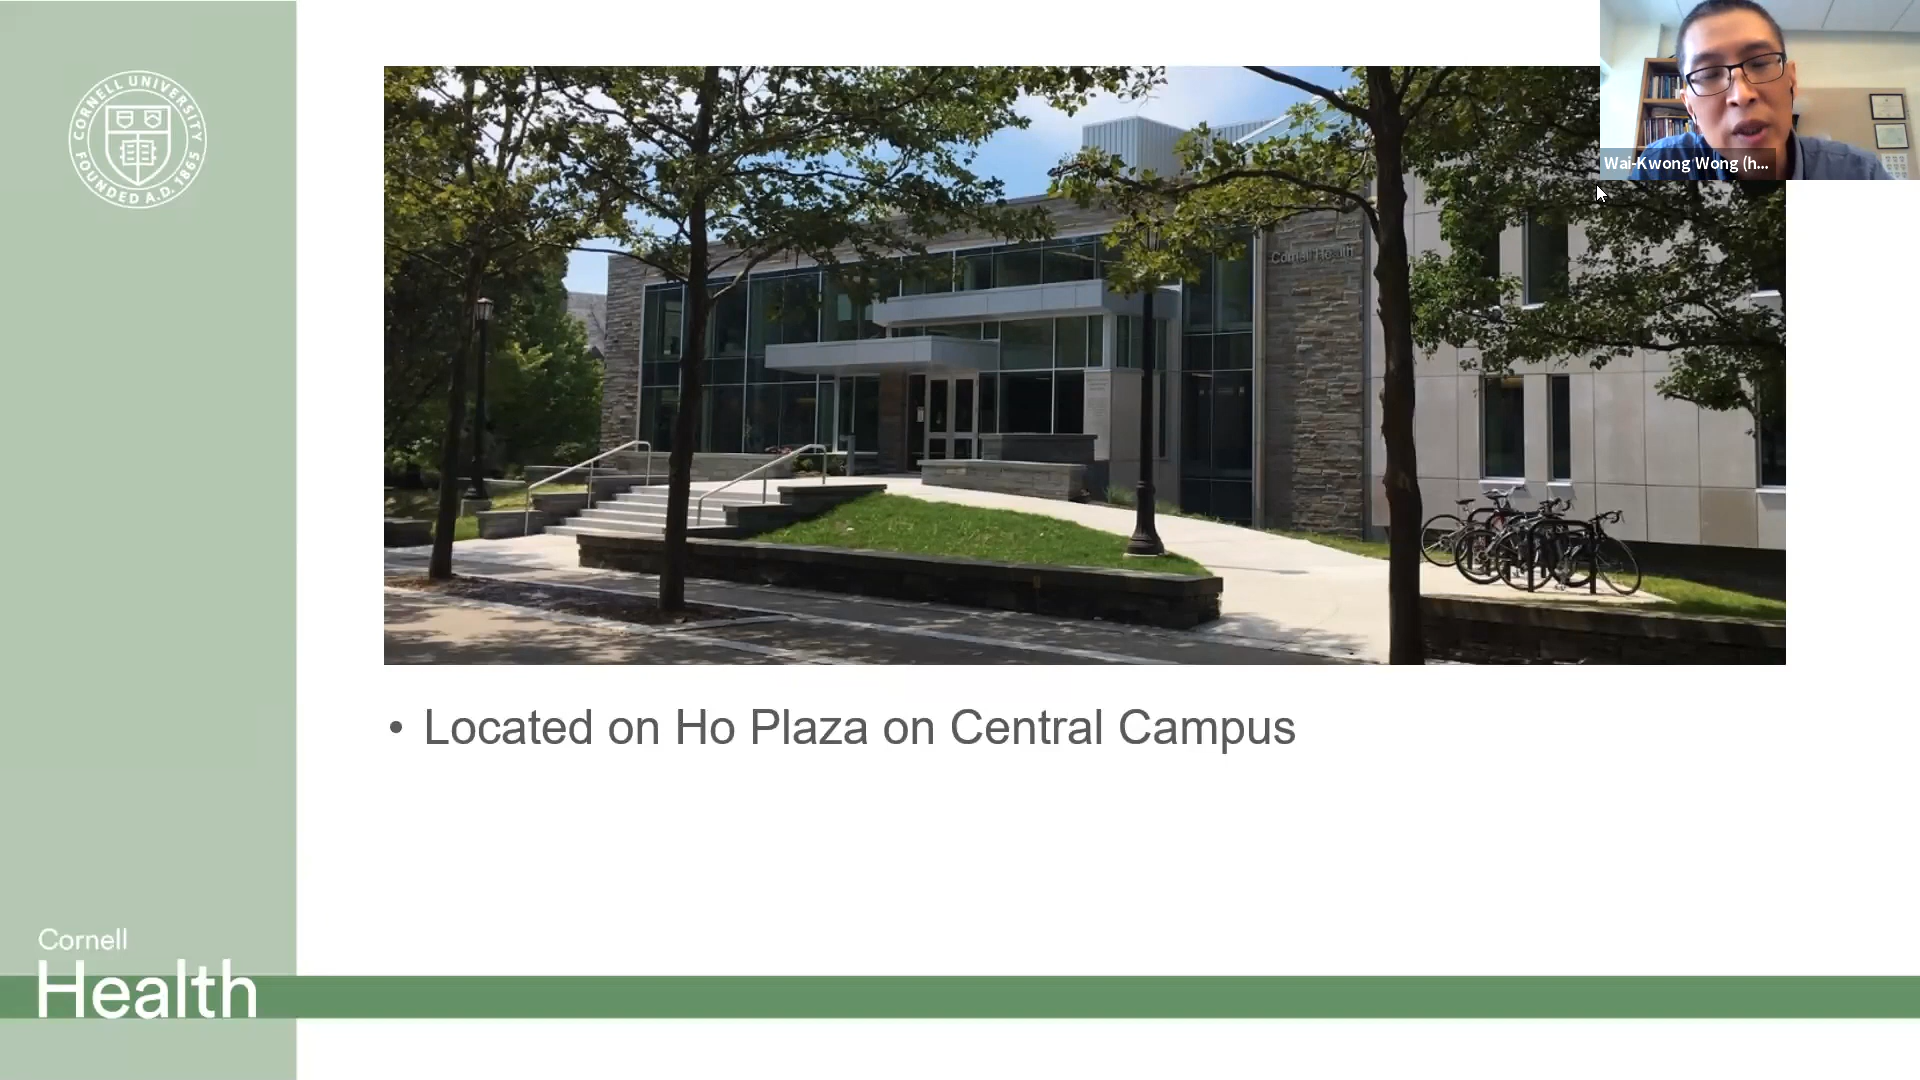 CORNELL UNIVERSITY
FOUNDED A.D. 1865
Wai-Kwong Wong (h...
Cornell Health
• Located on Ho Plaza on Central Campus
Cornell
Health